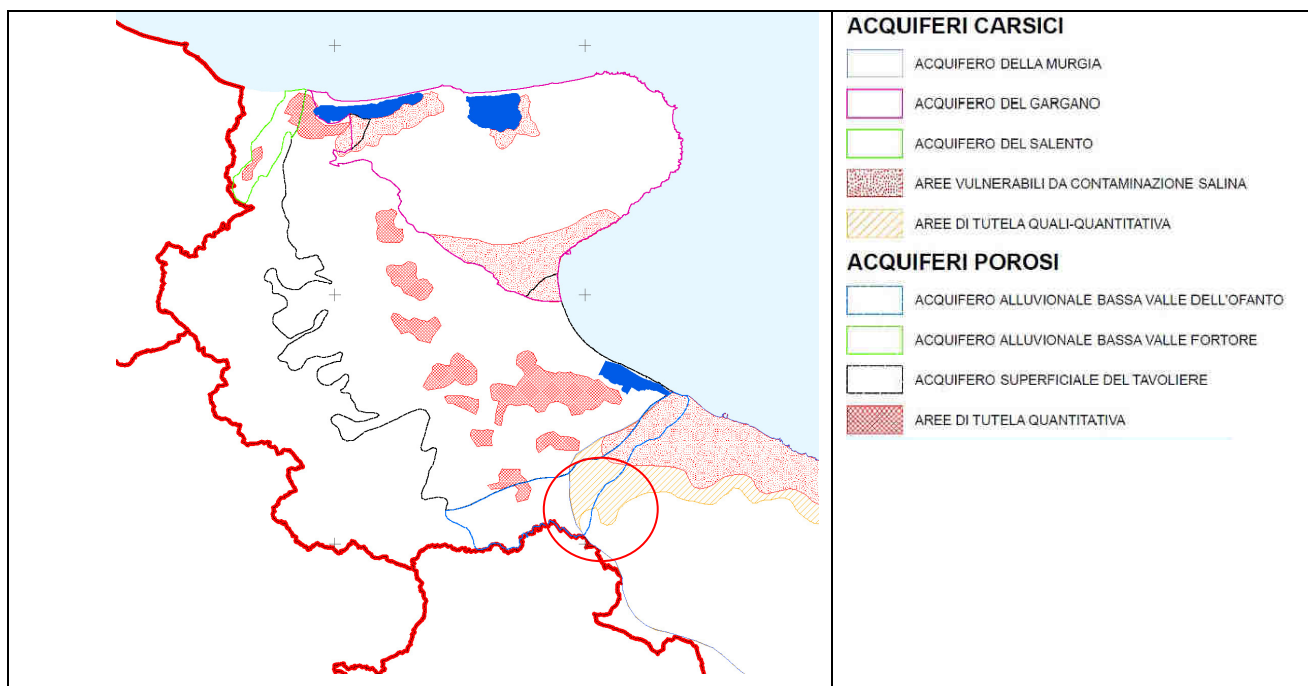 ACQUIFERI CARSICI
ACQUIFERO DELLA MURGIA
ACQUIFERO DEL GARGANO
ACQUIFERO DEL SALENTO
AREE VULNERABILI DA CONTAMINAZIONE SALINA
AREE DI TUTELA QUALI-QUANTITATIVA
ACQUIFERI POROSI
ACQUIFERO ALLUVIONALE BASSA VALLE DELL'OFANTO
ACQUIFERO ALLUVIONALE BASSA VALLE FORTORE
ACQUIFERO SUPERFICIALE DEL TAVOLIERE
AREE DI TUTELA QUANTITATIVA